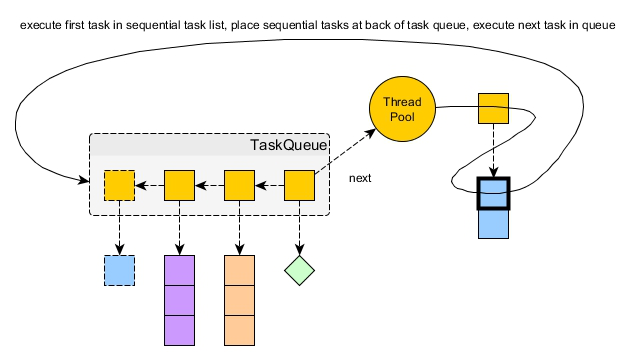 execute first task in sequential task list, place sequential tasks at back of task queue, execute next task in queue
Thread
Pool
TaskQueue
next